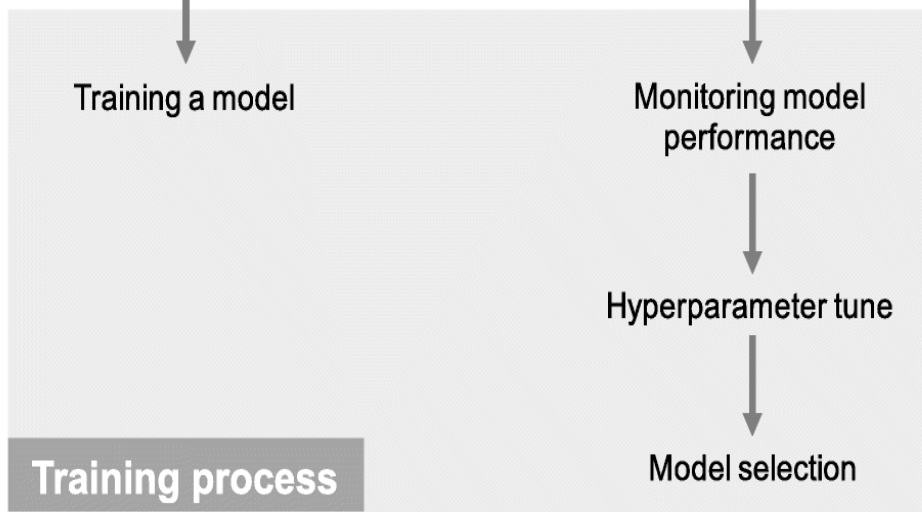 Training a model
Monitoring model
performance
Hyperparameter tune
Model selection
Training process